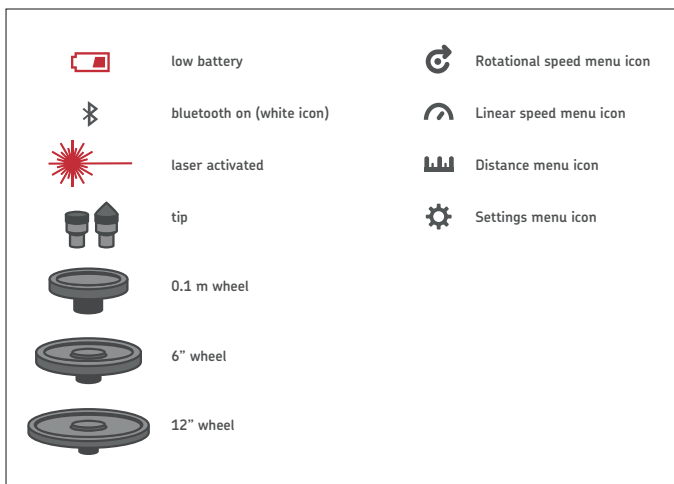 low battery
bluetooth on (white icon)
laser activated
tip
0.1 m wheel
6” wheel
12” wheel
Rotational speed menu icon
Linear speed menu icon
Distance menu icon
Settings menu icon